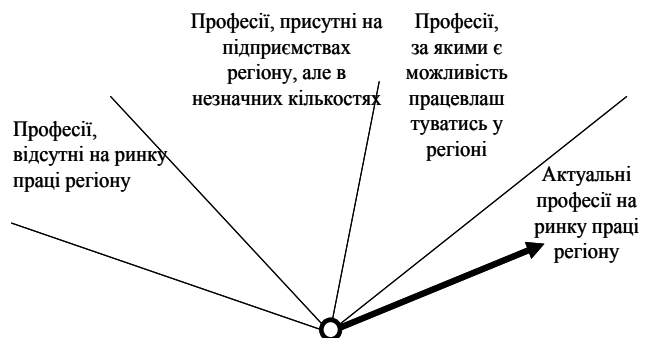 Професії,
відсутні на ринку
праці регіону
Професії, присутні на
підприємствах
регіону, але в
незначних кількостях
Професії,
за якими є
можливість
працевлаш
туватись у
регіоні
Актуальні
професії на
ринку праці
регіону